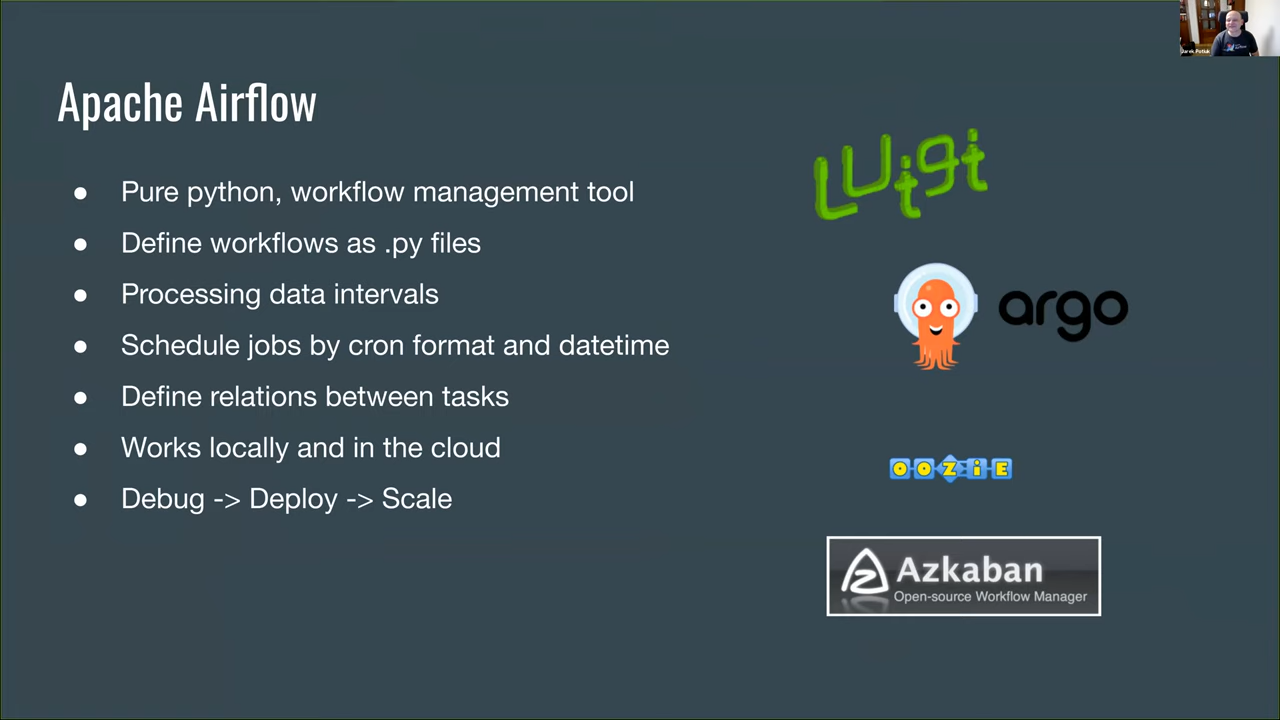 Jarek Potiuk
Apache Airflow
● Pure python, workflow management tool
● Define workflows as .py files
● Processing data intervals
● Schedule jobs by cron format and datetime
● Define relations between tasks
● Works locally and in the cloud
● Debug -> Deploy -> Scale
Luigi
argo
OOZiE
Azkaban
Open-source Workflow Manager